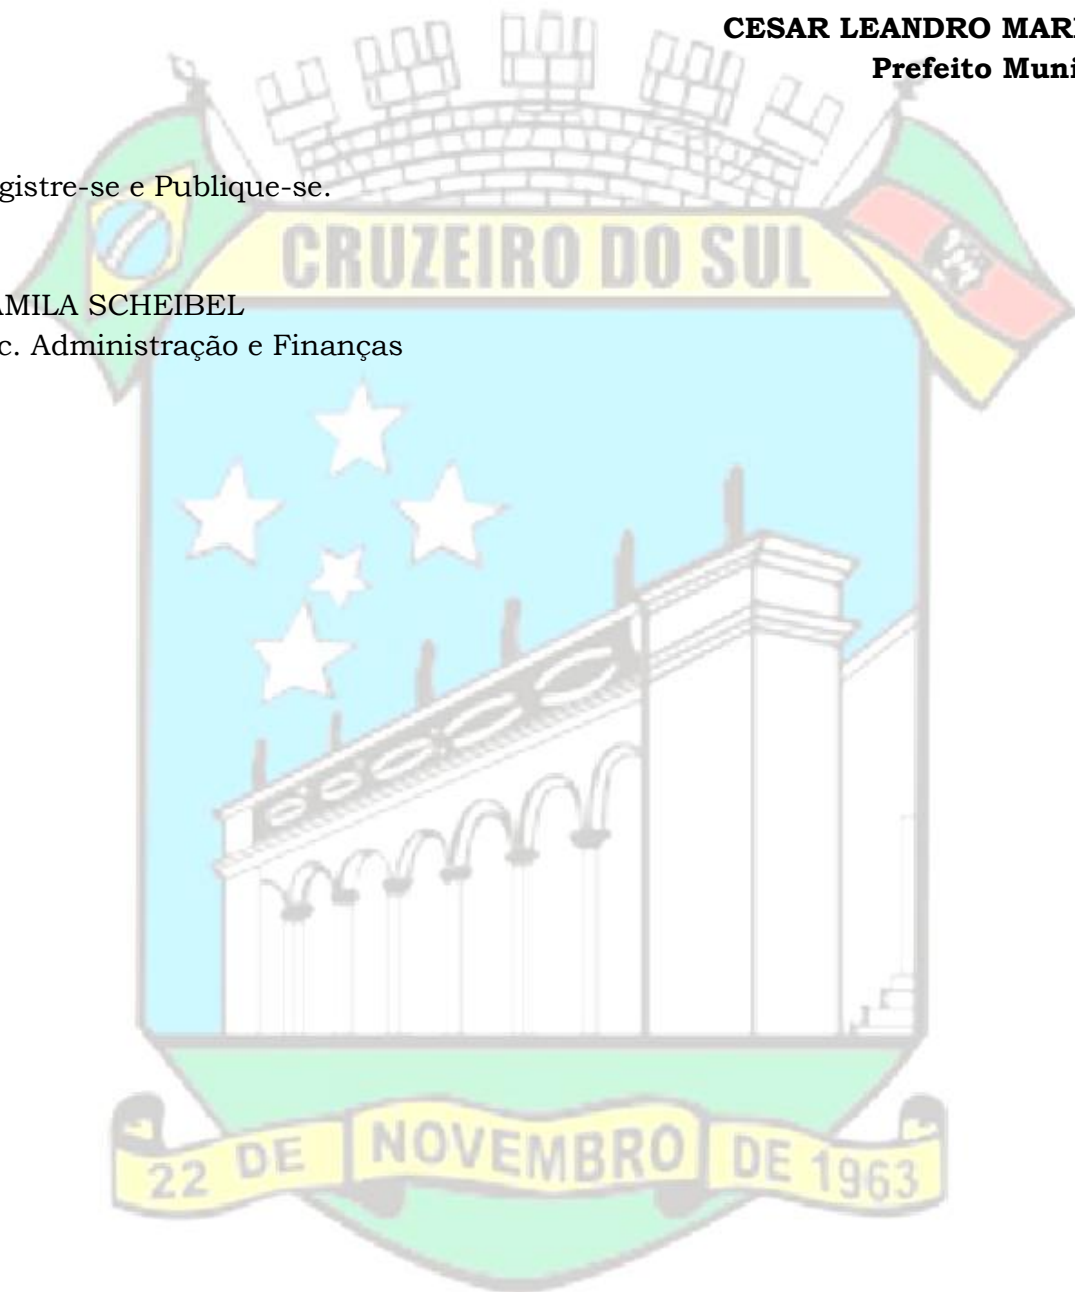 CESAR LEANDRO MAR
Prefeito Muni
gistre-se e Publique-se.
AMILA SCHEIBEL
c. Administração e Finanças
CRUZEIRO DO SUL
22 DE NOVEMBRO DE 1963